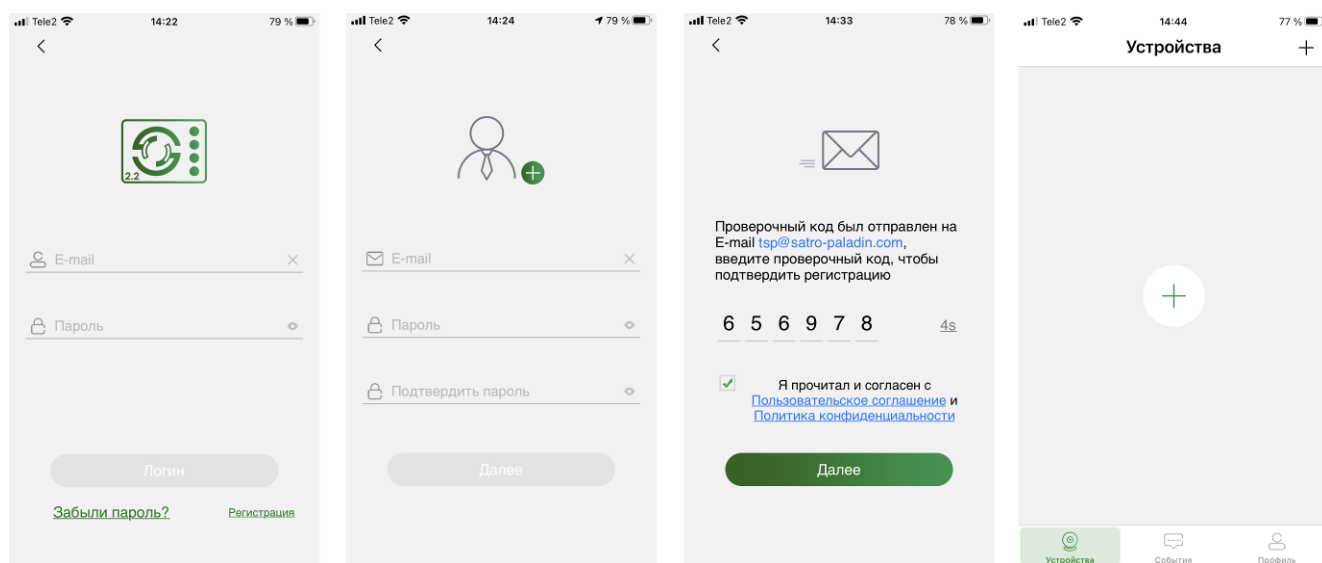 Tele2 14:22 79 %
2.2
E-mail
Пароль
Логин
Забыли пароль? Регистрация
Tele2 14:24 79 %
E-mail
Пароль
Подтвердить пароль
Далее
Tele2 14:33 78 %
Проверочный код был отправлен на
E-mail tsp@satro-paladin.com,
введите проверочный код, чтобы
подтвердить регистрацию
6 5 6 9 7 8 4s
Я прочитал и согласен с
Пользовательское соглашение и
Политика конфиденциальности
Далее
Tele2 14:44 77 %
Устройства
Устройства События Профиль